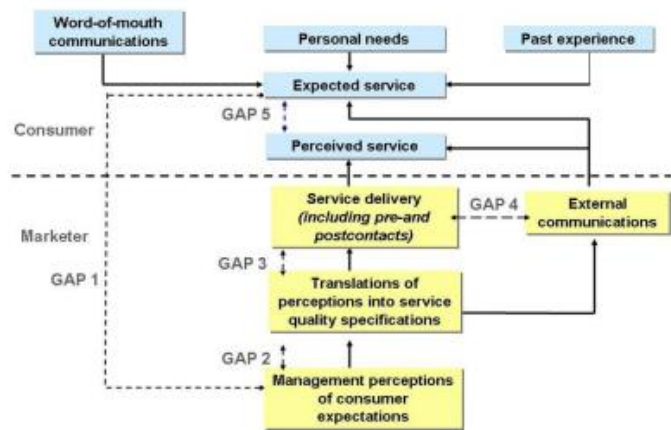 Word-of-mouth
communications
Personal needs
Past experience
Expected service
GAP 5
Consumer
Perceived service
Service delivery
(including pre-and
postcontacts)
GAP 4
External
communications
Marketer
GAP 1
GAP 3
Translations of
perceptions into service
quality specifications
GAP 2
Management perceptions
of consumer
expectations